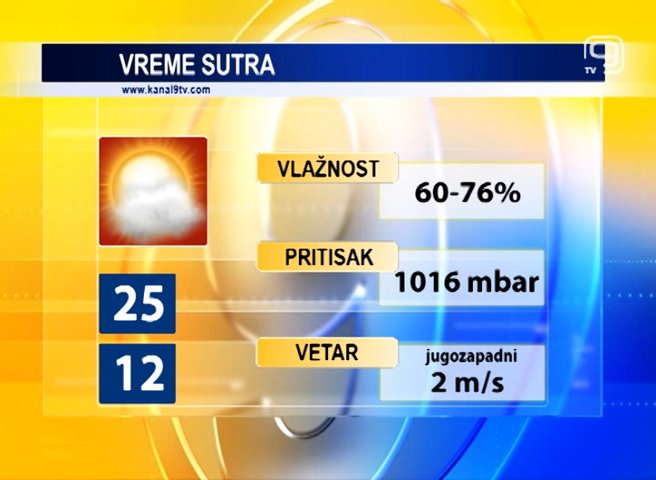 VREME SUTRA
9
TV
www.kanal9tv.com
VLAŽNOST
60-76%
PRITISAK
1016 mbar
25
VETAR
jugozapadni
12
2 m/s